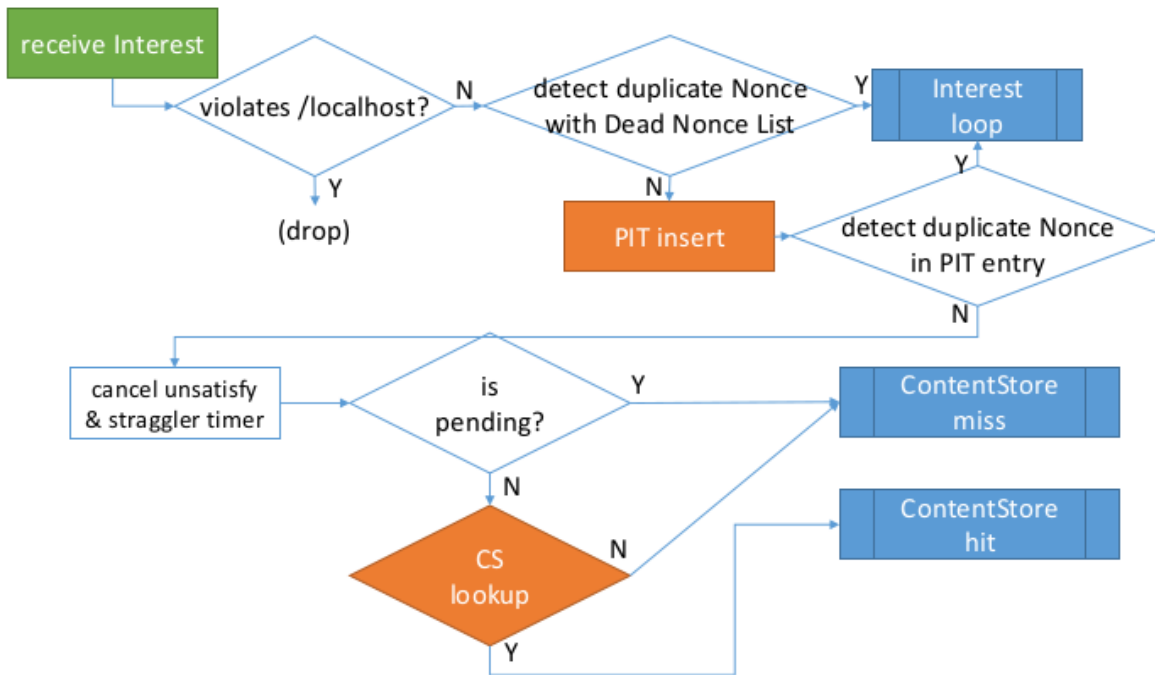 receive Interest
violates /localhost?
N
Y
(drop)
detect duplicate Nonce
with Dead Nonce List
Y
N
Interest
loop
PIT insert
Y
detect duplicate Nonce
in PIT entry
N
cancel unsatisfy
& straggler timer
is
pending?
Y
N
ContentStore
miss
CS
lookup
N
Y
ContentStore
hit